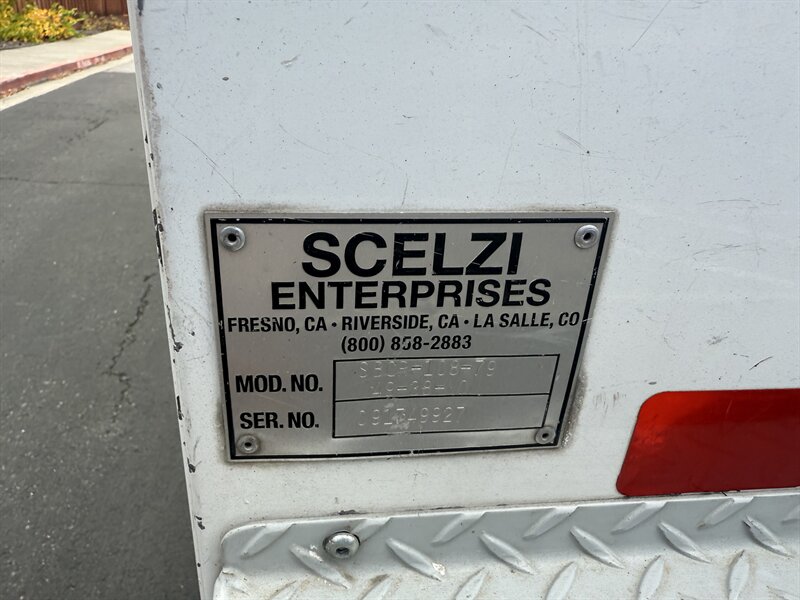 SCELZI
ENTERPRISES
FRESNO, CA • RIVERSIDE, CA • LA SALLE, CO
(800) 858-2883
MOD. NO.
SER. NO.